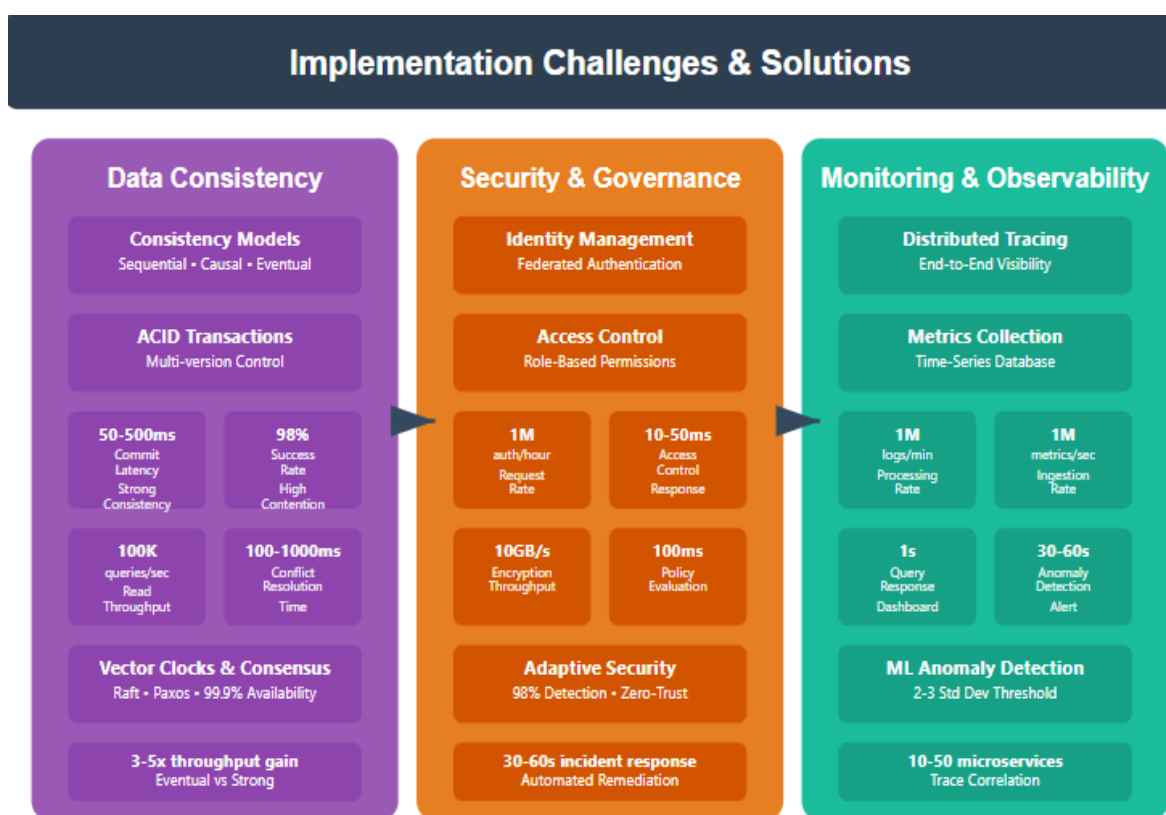 Implementation Challenges & Solutions
Data Consistency
Consistency Models
Sequential • Causal • Eventual
ACID Transactions
Multi-version Control
50-500ms
Commit
Latency
Strong
Consistency
98%
Success
Rate
High
Contention
100K
queries/sec
Read
Throughput
100-1000ms
Conflict
Resolution
Time
Vector Clocks & Consensus
Raft • Paxos • 99.9% Availability
3-5x throughput gain
Eventual vs Strong
Security & Governance
Identity Management
Federated Authentication
Access Control
Role-Based Permissions
1M
auth/hour
Request
Rate
10-50ms
Access
Control
Response
10GB/s
Encryption
Throughput
100ms
Policy
Evaluation
Adaptive Security
98% Detection • Zero-Trust
30-60s incident response
Automated Remediation
Monitoring & Observability
Distributed Tracing
End-to-End Visibility
Metrics Collection
Time-Series Database
1M
logs/min
Processing
Rate
1M
metrics/sec
Ingestion
Rate
1s
Query
Response
Dashboard
30-60s
Anomaly
Detection
Alert
ML Anomaly Detection
2-3 Std Dev Threshold
10-50 microservices
Trace Correlation